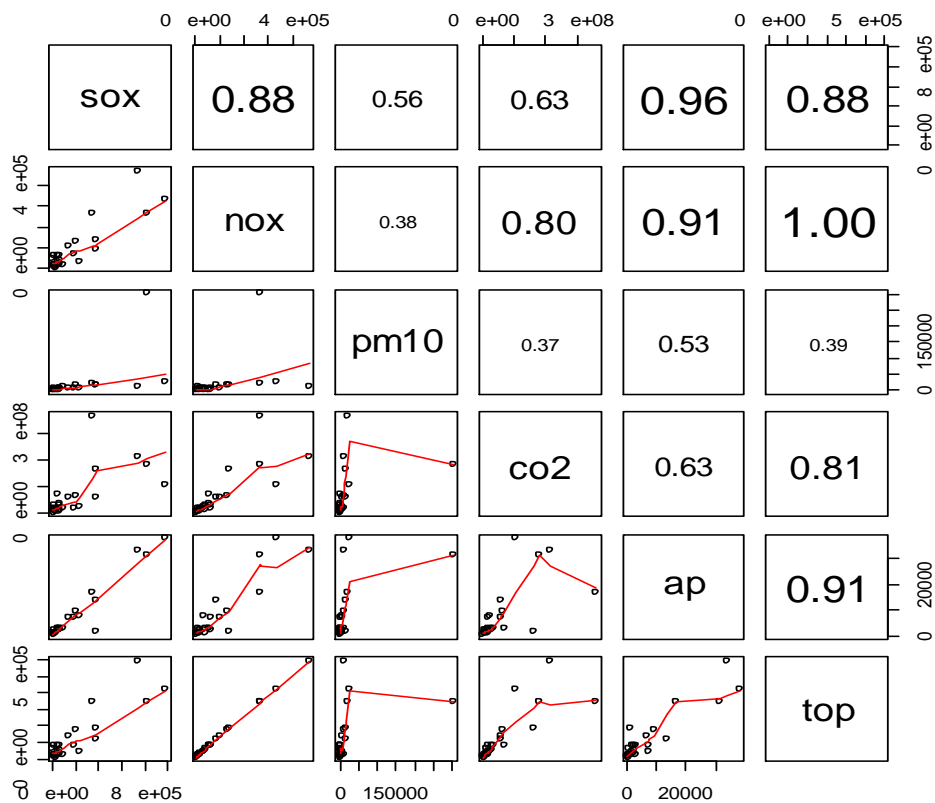 0 e+00 4 e+05 0 e+00 3 e+08 0 0 5 e+05
sox 0.88 0.56 0.63 0.96 0.88
e+00 8 e+05
0
e+00 4 e+05
nox 0.38 0.80 0.91 1.00
0
pm10 0.37 0.53 0.39
0 150000
e+00 3 e+08
co2 0.63 0.81
0
ap 0.91
0 20000
e+00 5 e+05
top
0
e+00 8 e+05 0 150000 0 20000